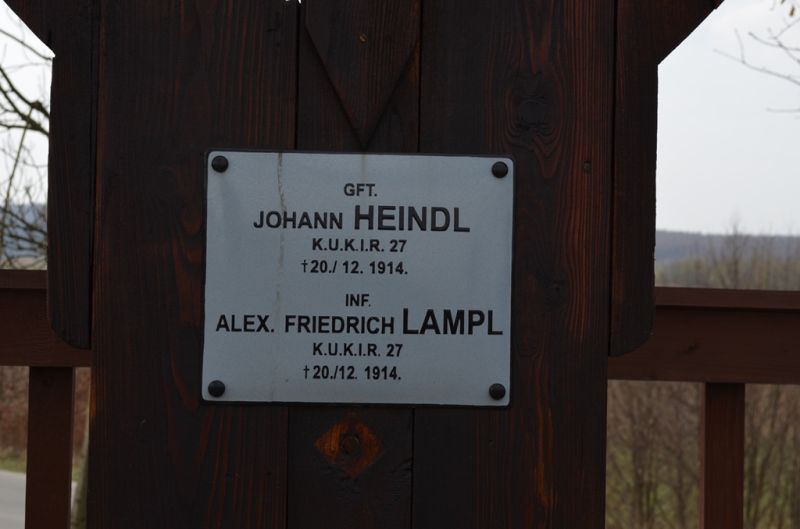 GFT.
JOHANN HEINDL
K.U.K.I.R. 27
†20./ 12. 1914.
INF.
ALEX. FRIEDRICH LAMPL
K.U.K.I.R. 27
†20./12. 1914.